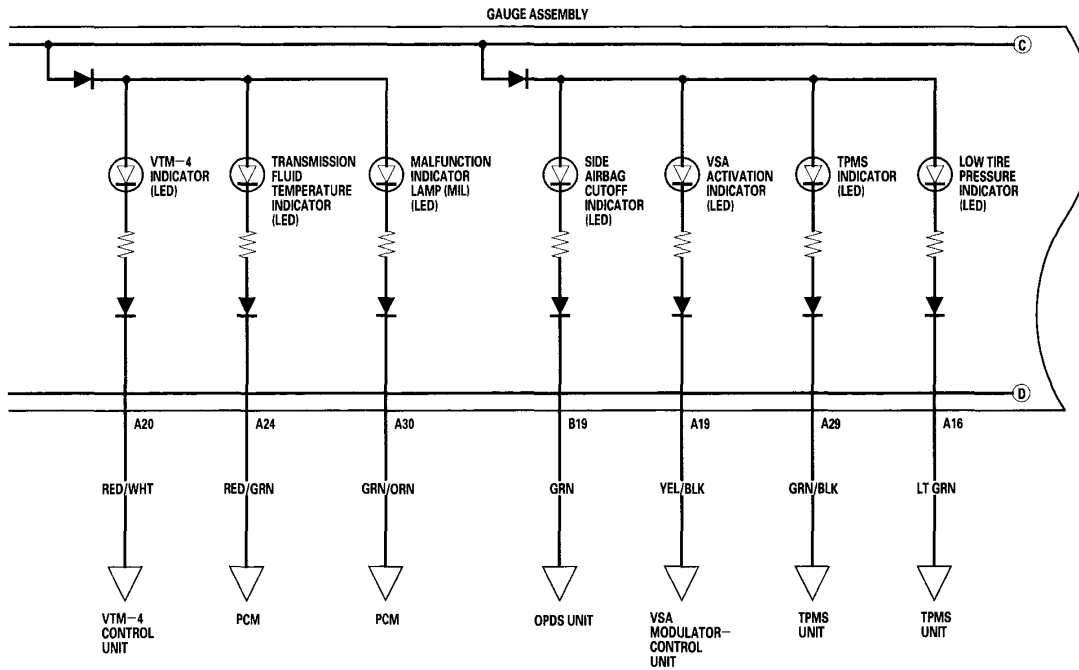 GAUGE ASSEMBLY
C
VTM-4
INDICATOR
(LED)
TRANSMISSION
FLUID
TEMPERATURE
INDICATOR
(LED)
MALFUNCTION
INDICATOR
LAMP (MIL)
(LED)
SIDE
AIRBAG
CUTOFF
INDICATOR
(LED)
VSA
ACTIVATION
INDICATOR
(LED)
TPMS
INDICATOR
(LED)
LOW TIRE
PRESSURE
INDICATOR
(LED)
D
A20
A24
A30
B19
A19
A29
A16
RED/WHT
RED/GRN
GRN/ORN
GRN
YEL/BLK
GRN/BLK
LT GRN
VTM-4
CONTROL
UNIT
PCM
PCM
OPDS UNIT
VSA
MODULATOR-
CONTROL
UNIT
TPMS
UNIT
TPMS
UNIT